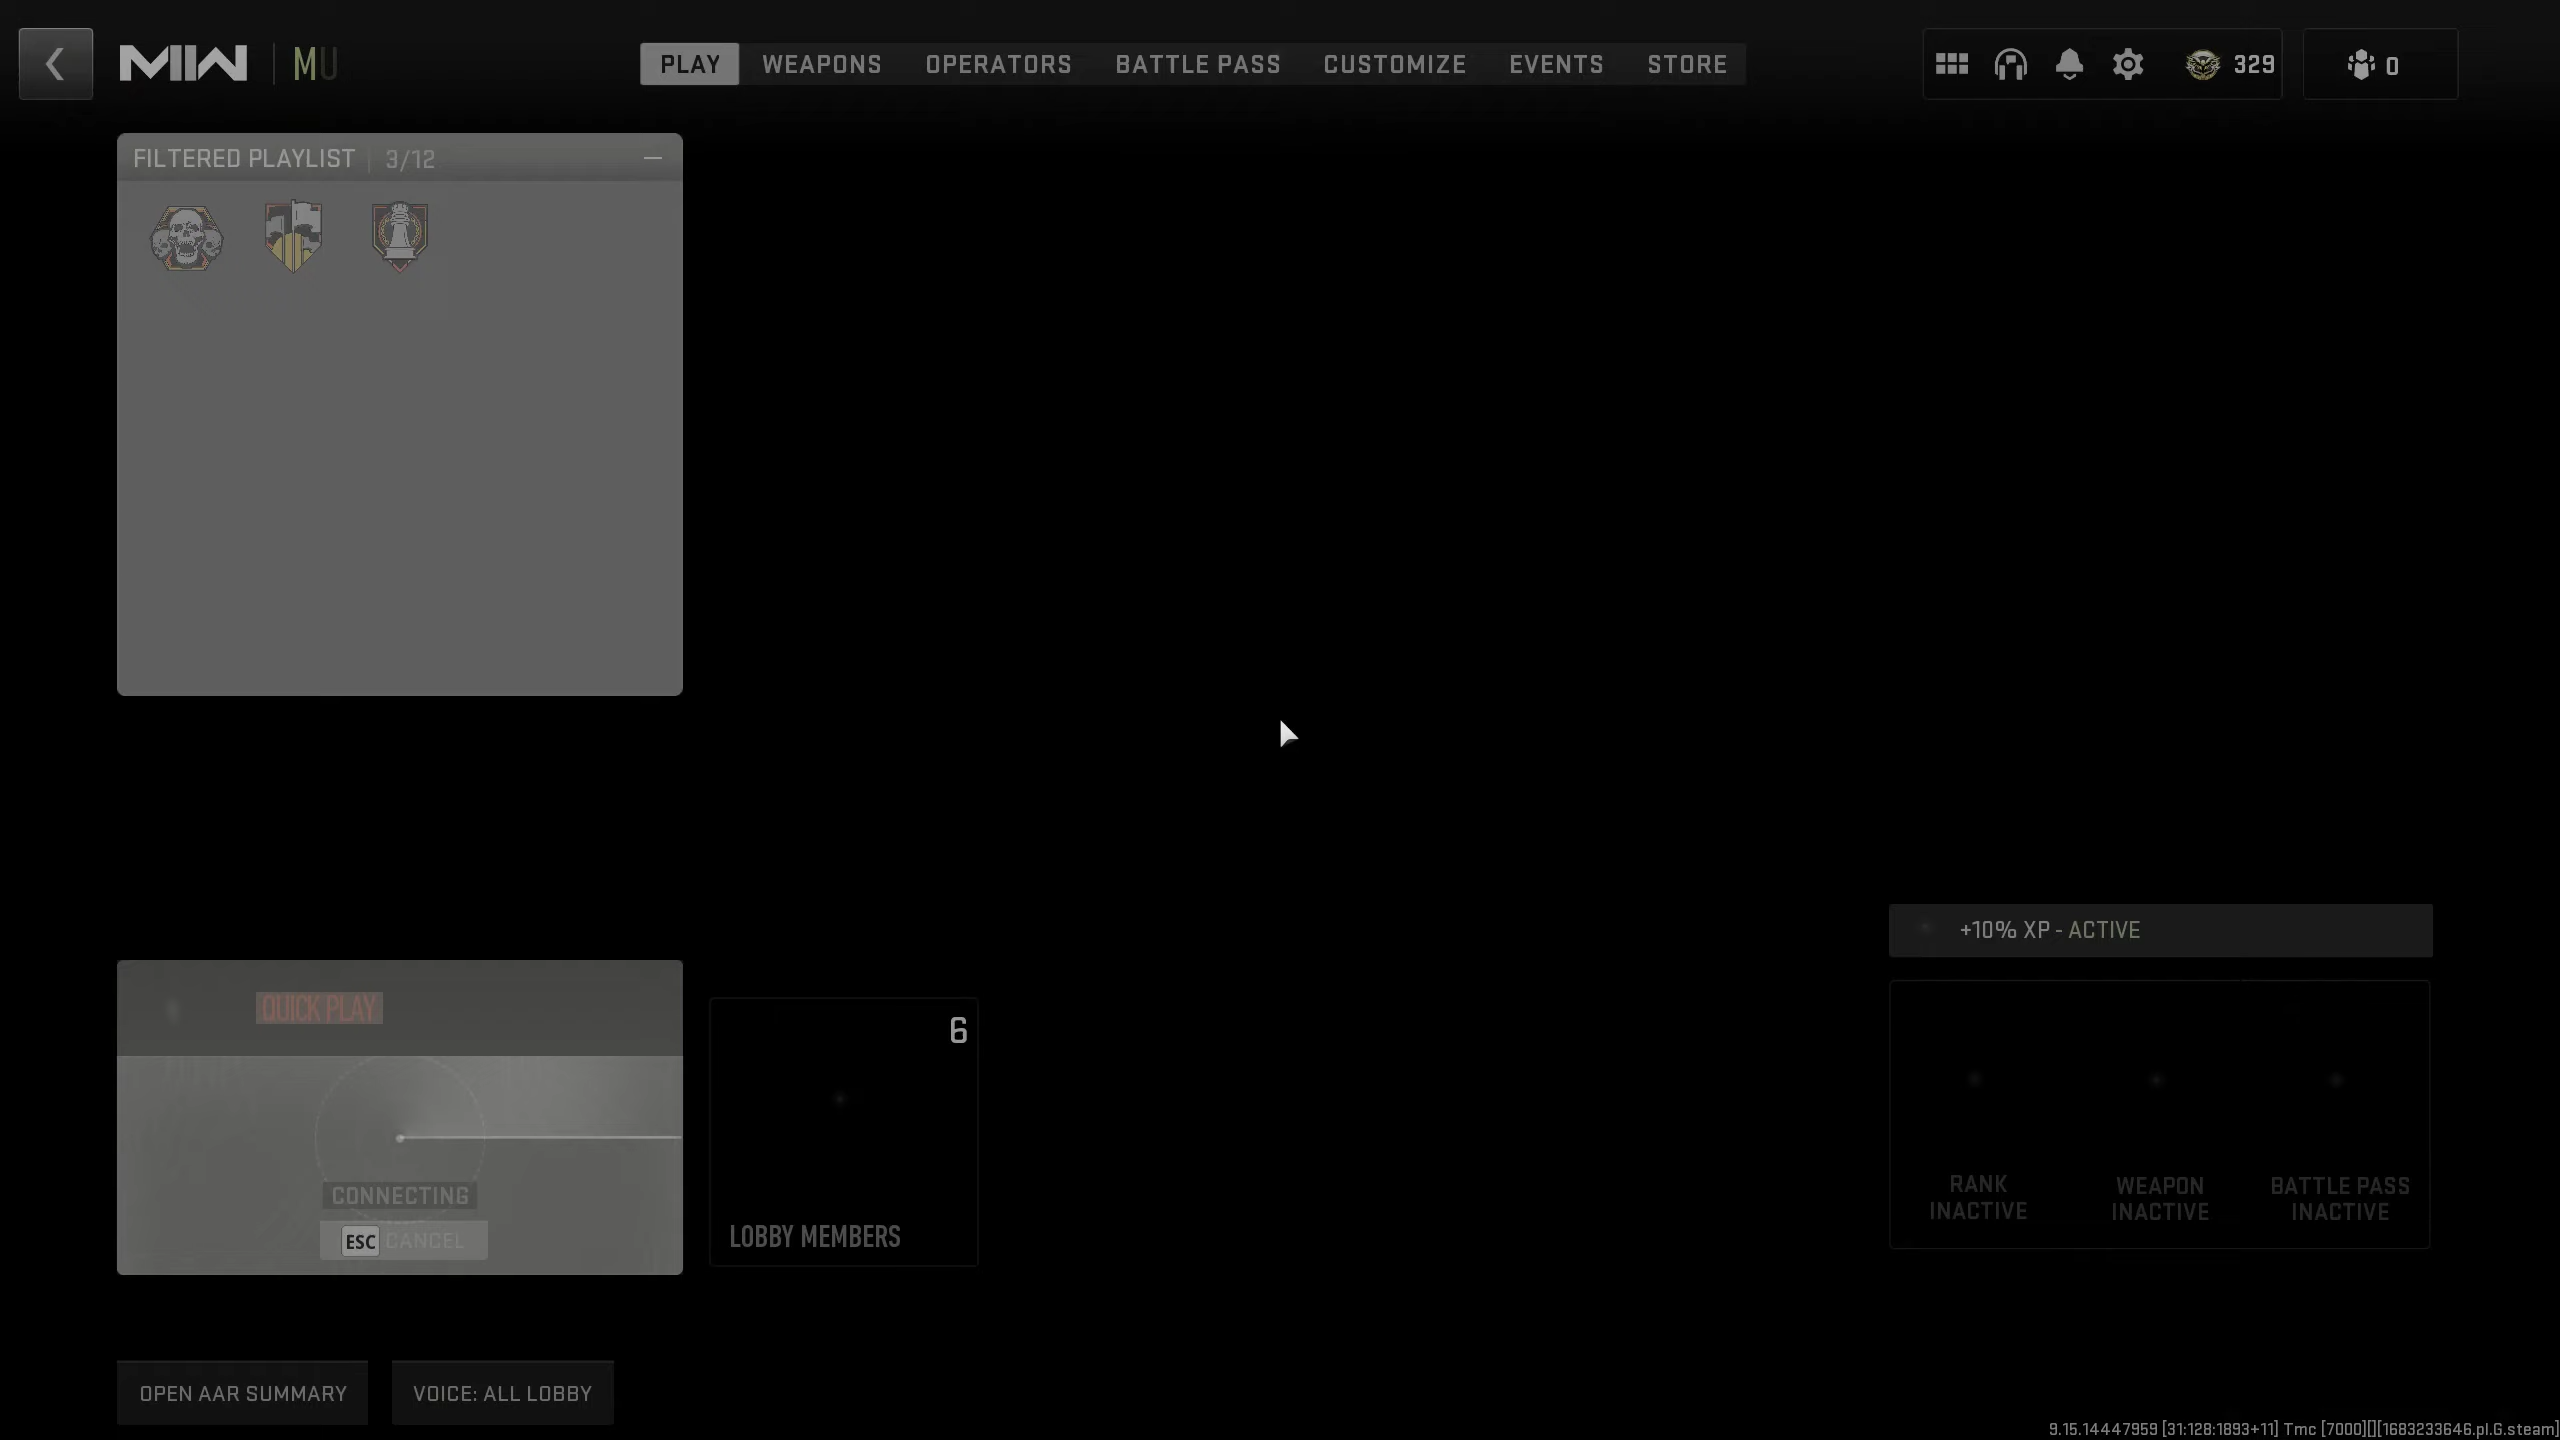 MIIW | MU
PLAY WEAPONS OPERATORS BATTLE PASS CUSTOMIZE EVENTS STORE
329
0
FILTERED PLAYLIST | 3/12
+10% XP - ACTIVE
QUICK PLAY
CONNECTING
ESC CANCEL
6
LOBBY MEMBERS
RANK
INACTIVE
WEAPON
INACTIVE
BATTLE PASS
INACTIVE
OPEN AAR SUMMARY
VOICE: ALL LOBBY
9.15.14447959 [31:128:1893+11] Tmc [7000][][1683233646.pl.G.steam]